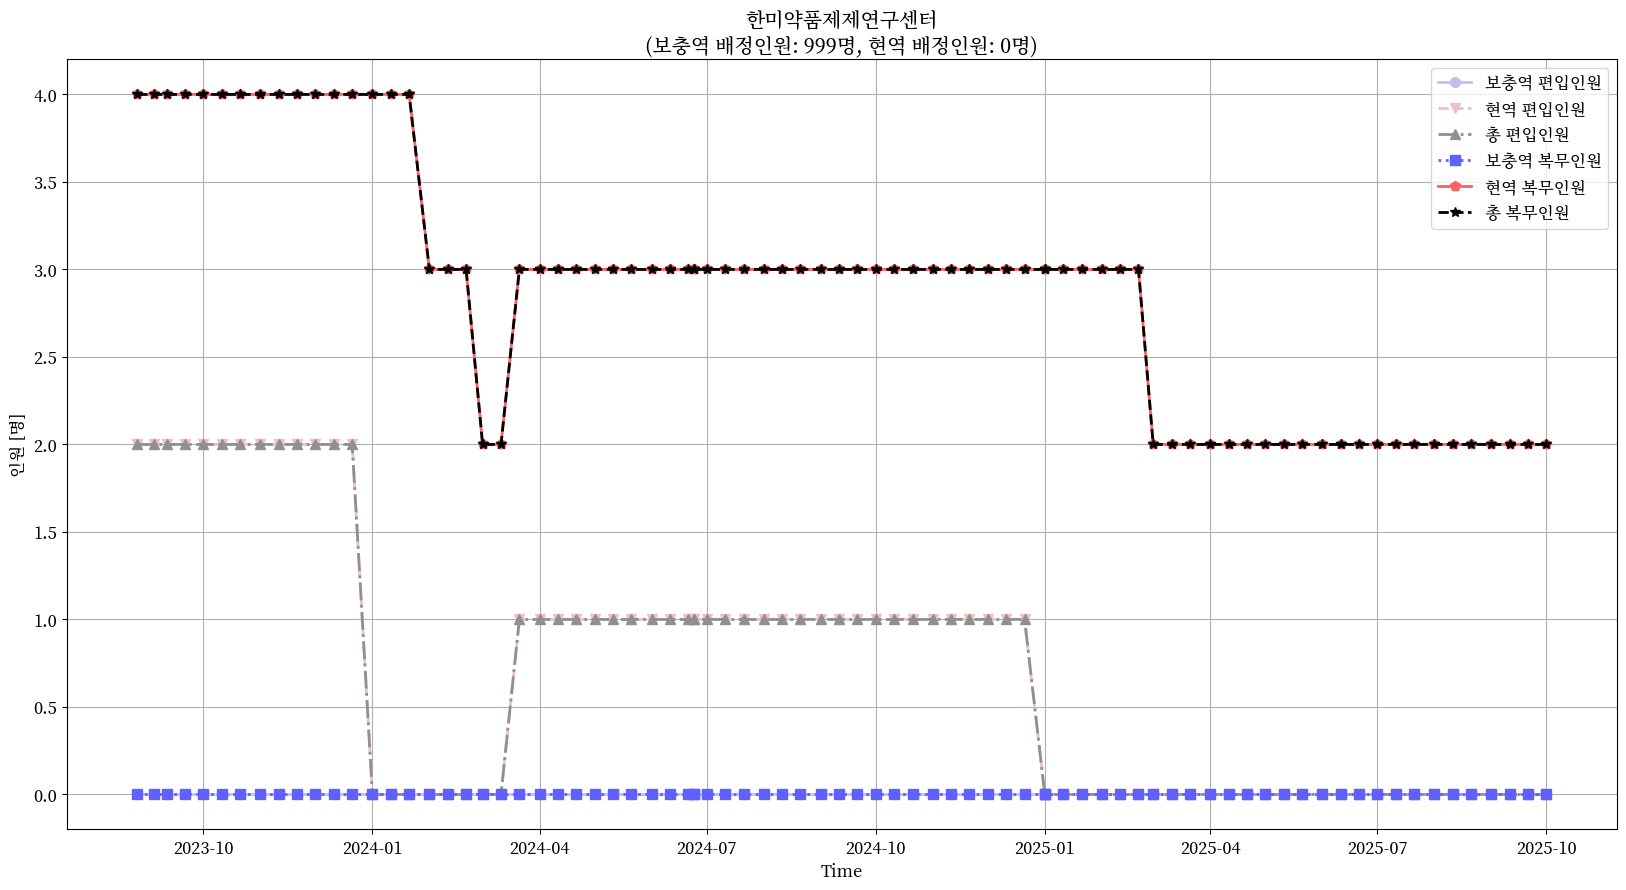 한미약품제제연구센터
(보충역 배정인원: 999명, 현역 배정인원: 0명)
보충역 편입인원
현역 편입인원
총 편입인원
보충역 복무인원
현역 복무인원
총 복무인원
인원 [명]
4.0
3.5
3.0
2.5
2.0
1.5
1.0
0.5
0.0
2023-10
2024-01
2024-04
2024-07
2024-10
2025-01
2025-04
2025-07
2025-10
Time